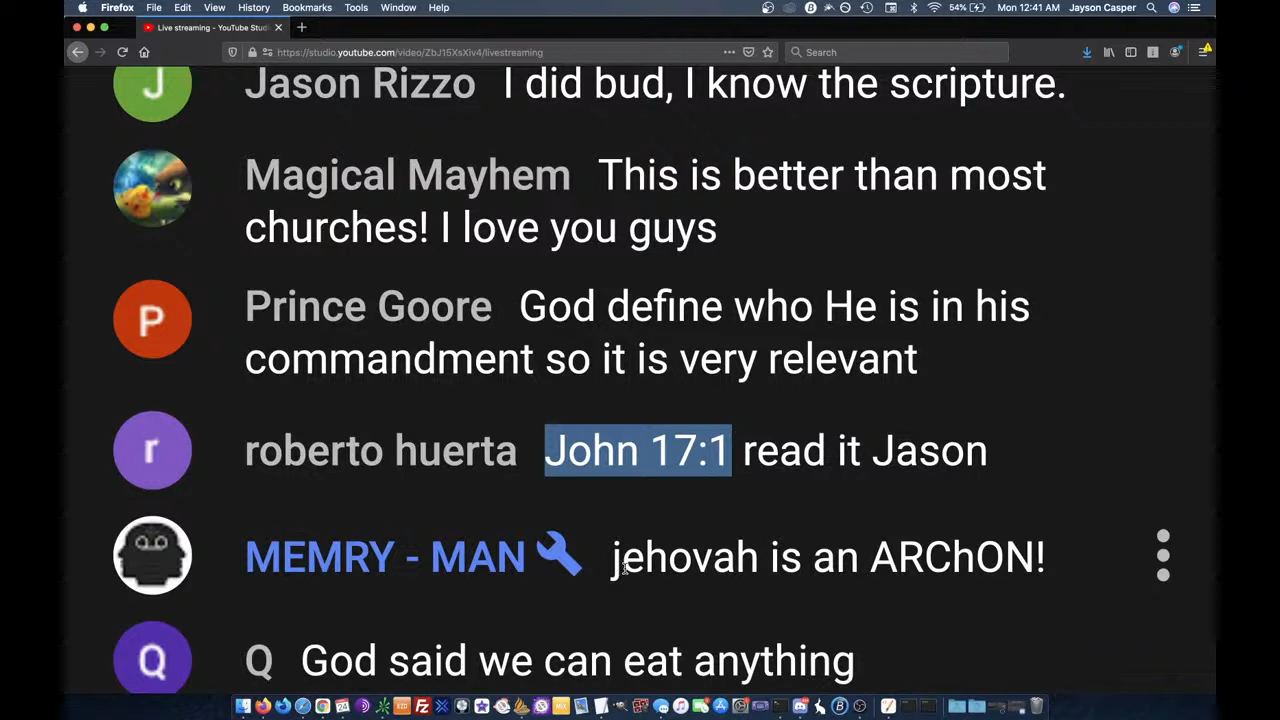 Firefox File Edit View History Bookmarks Tools Window Help 54% Mon 12:41 AM Jayson Casper
Live streaming - YouTube Studi
https://studio.youtube.com/video/ZbJ15XsXiv4/livestreaming Search
J Jason Rizzo I did bud, I know the scripture.
Magical Mayhem This is better than most
churches! I love you guys
P Prince Goore God define who He is in his
commandment so it is very relevant
r roberto huerta John 17:1 read it Jason
MEMRY - MAN jehovah is an ARChON!
Q Q God said we can eat anything